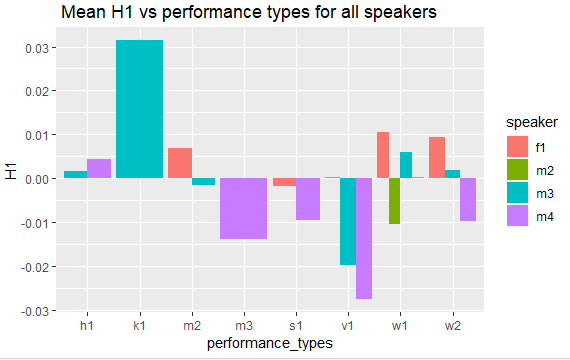 Mean H1 vs performance types for all speakers
H1
0.03
0.02
0.01
0.00
-0.01
-0.02
-0.03
h1 k1 m2 m3 s1 v1 w1 w2
performance_types
speaker
f1
m2
m3
m4